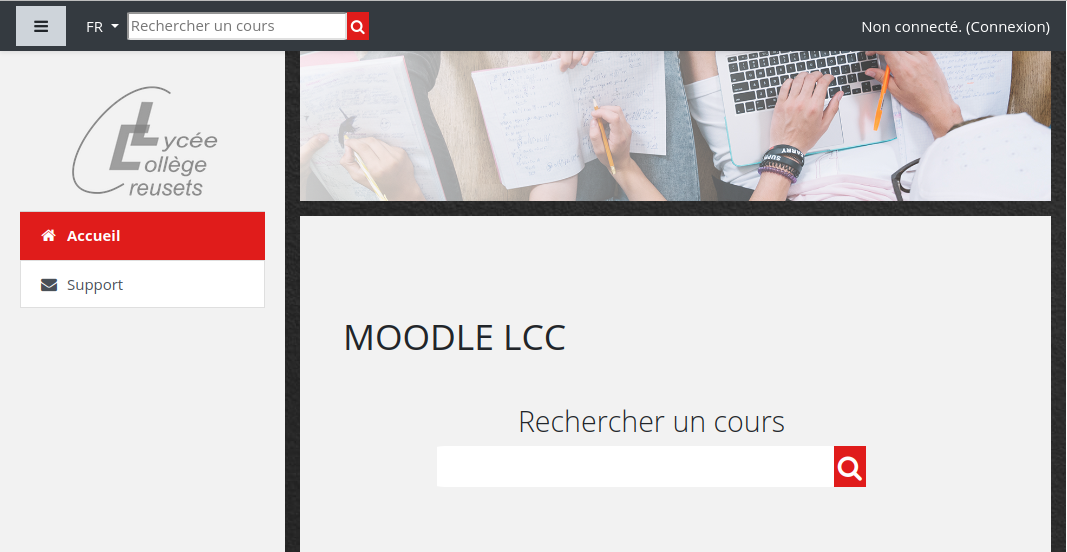 FR
Rechercher un cours
Non connecté. (Connexion)
Lycée
Collège
Creusets
Accueil
Support
MOODLE LCC
Rechercher un cours